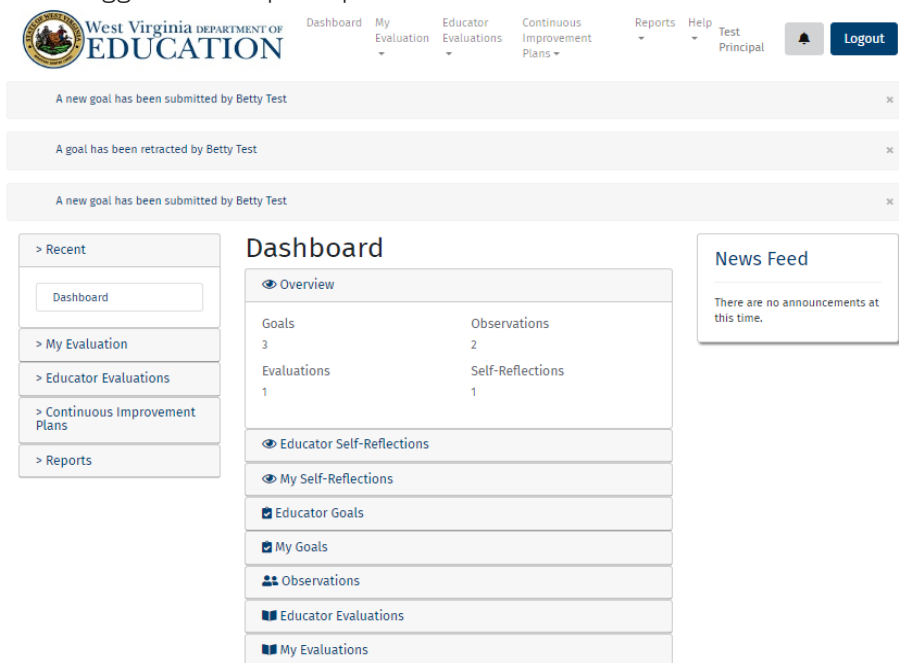 West Virginia DEPARTMENT OF
EDUCATION
Dashboard
My
Evaluation
Educator
Evaluations
Continuous
Improvement
Plans
Reports
Help
Test
Principal
Logout
A new goal has been submitted by Betty Test
×
A goal has been retracted by Betty Test
×
A new goal has been submitted by Betty Test
×
> Recent
Dashboard
> My Evaluation
> Educator Evaluations
> Continuous Improvement
Plans
> Reports
Dashboard
Overview
Goals
3
Observations
2
Evaluations
1
Self-Reflections
1
Educator Self-Reflections
My Self-Reflections
Educator Goals
My Goals
Observations
Educator Evaluations
My Evaluations
News Feed
There are no announcements at
this time.